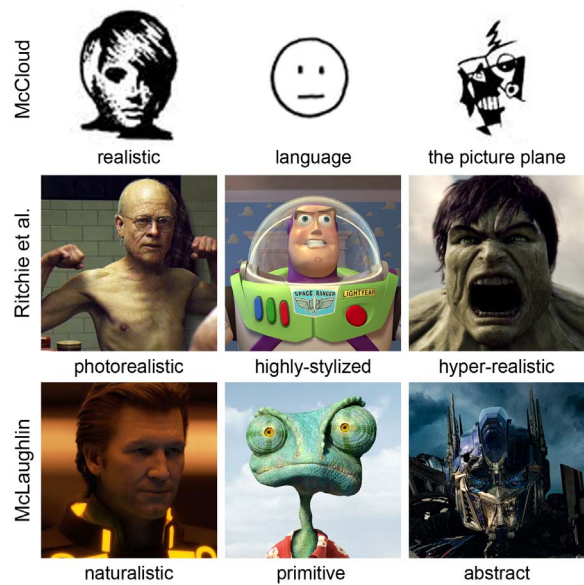 McCloud
realistic
language
the picture plane
Ritchie et al.
SPACE RANGER
LIGHTYEAR
photorealistic
highly-stylized
hyper-realistic
McLaughlin
naturalistic
primitive
abstract